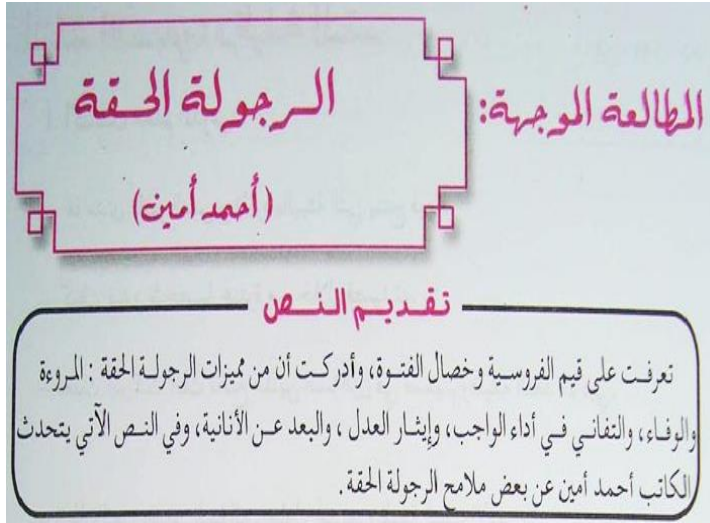 المطالعة الموجهة:
الرجولة الحقة
(أحمد أمين)
تقديم النص
تعرفت على قيم الفروسية وخصال الفتوة، وأدركت أن من مميزات الرجولة الحقة : المروءة
والوفاء، والتفاني في أداء الواجب، وإيثار العدل ، والبعد عن الأنانية، وفي النص الآتي يتحدث
الكاتب أحمد أمين عن بعض ملامح الرجولة الحقة.